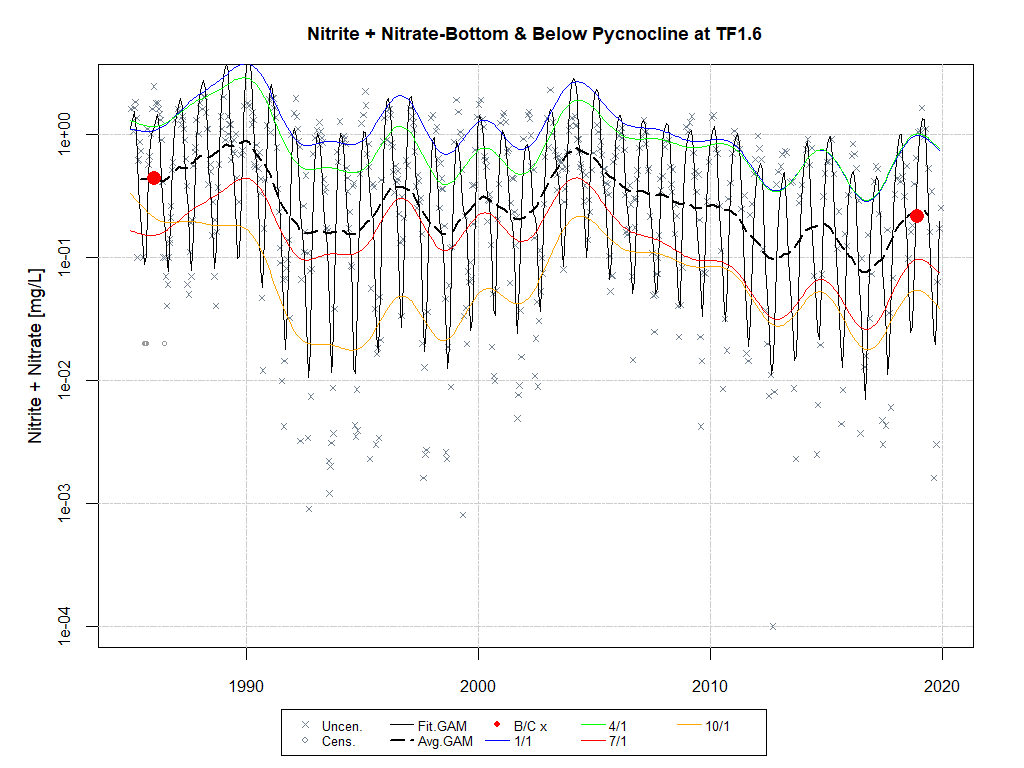 Nitrite + Nitrate-Bottom & Below Pycnocline at TF1.6
Nitrite + Nitrate [mg/L]
1e+00
1e-01
1e-02
1e-03
1e-04
1990 2000 2010 2020
Uncen. Fit.GAM B/C x 4/1 10/1
Cens. Avg.GAM 1/1 7/1